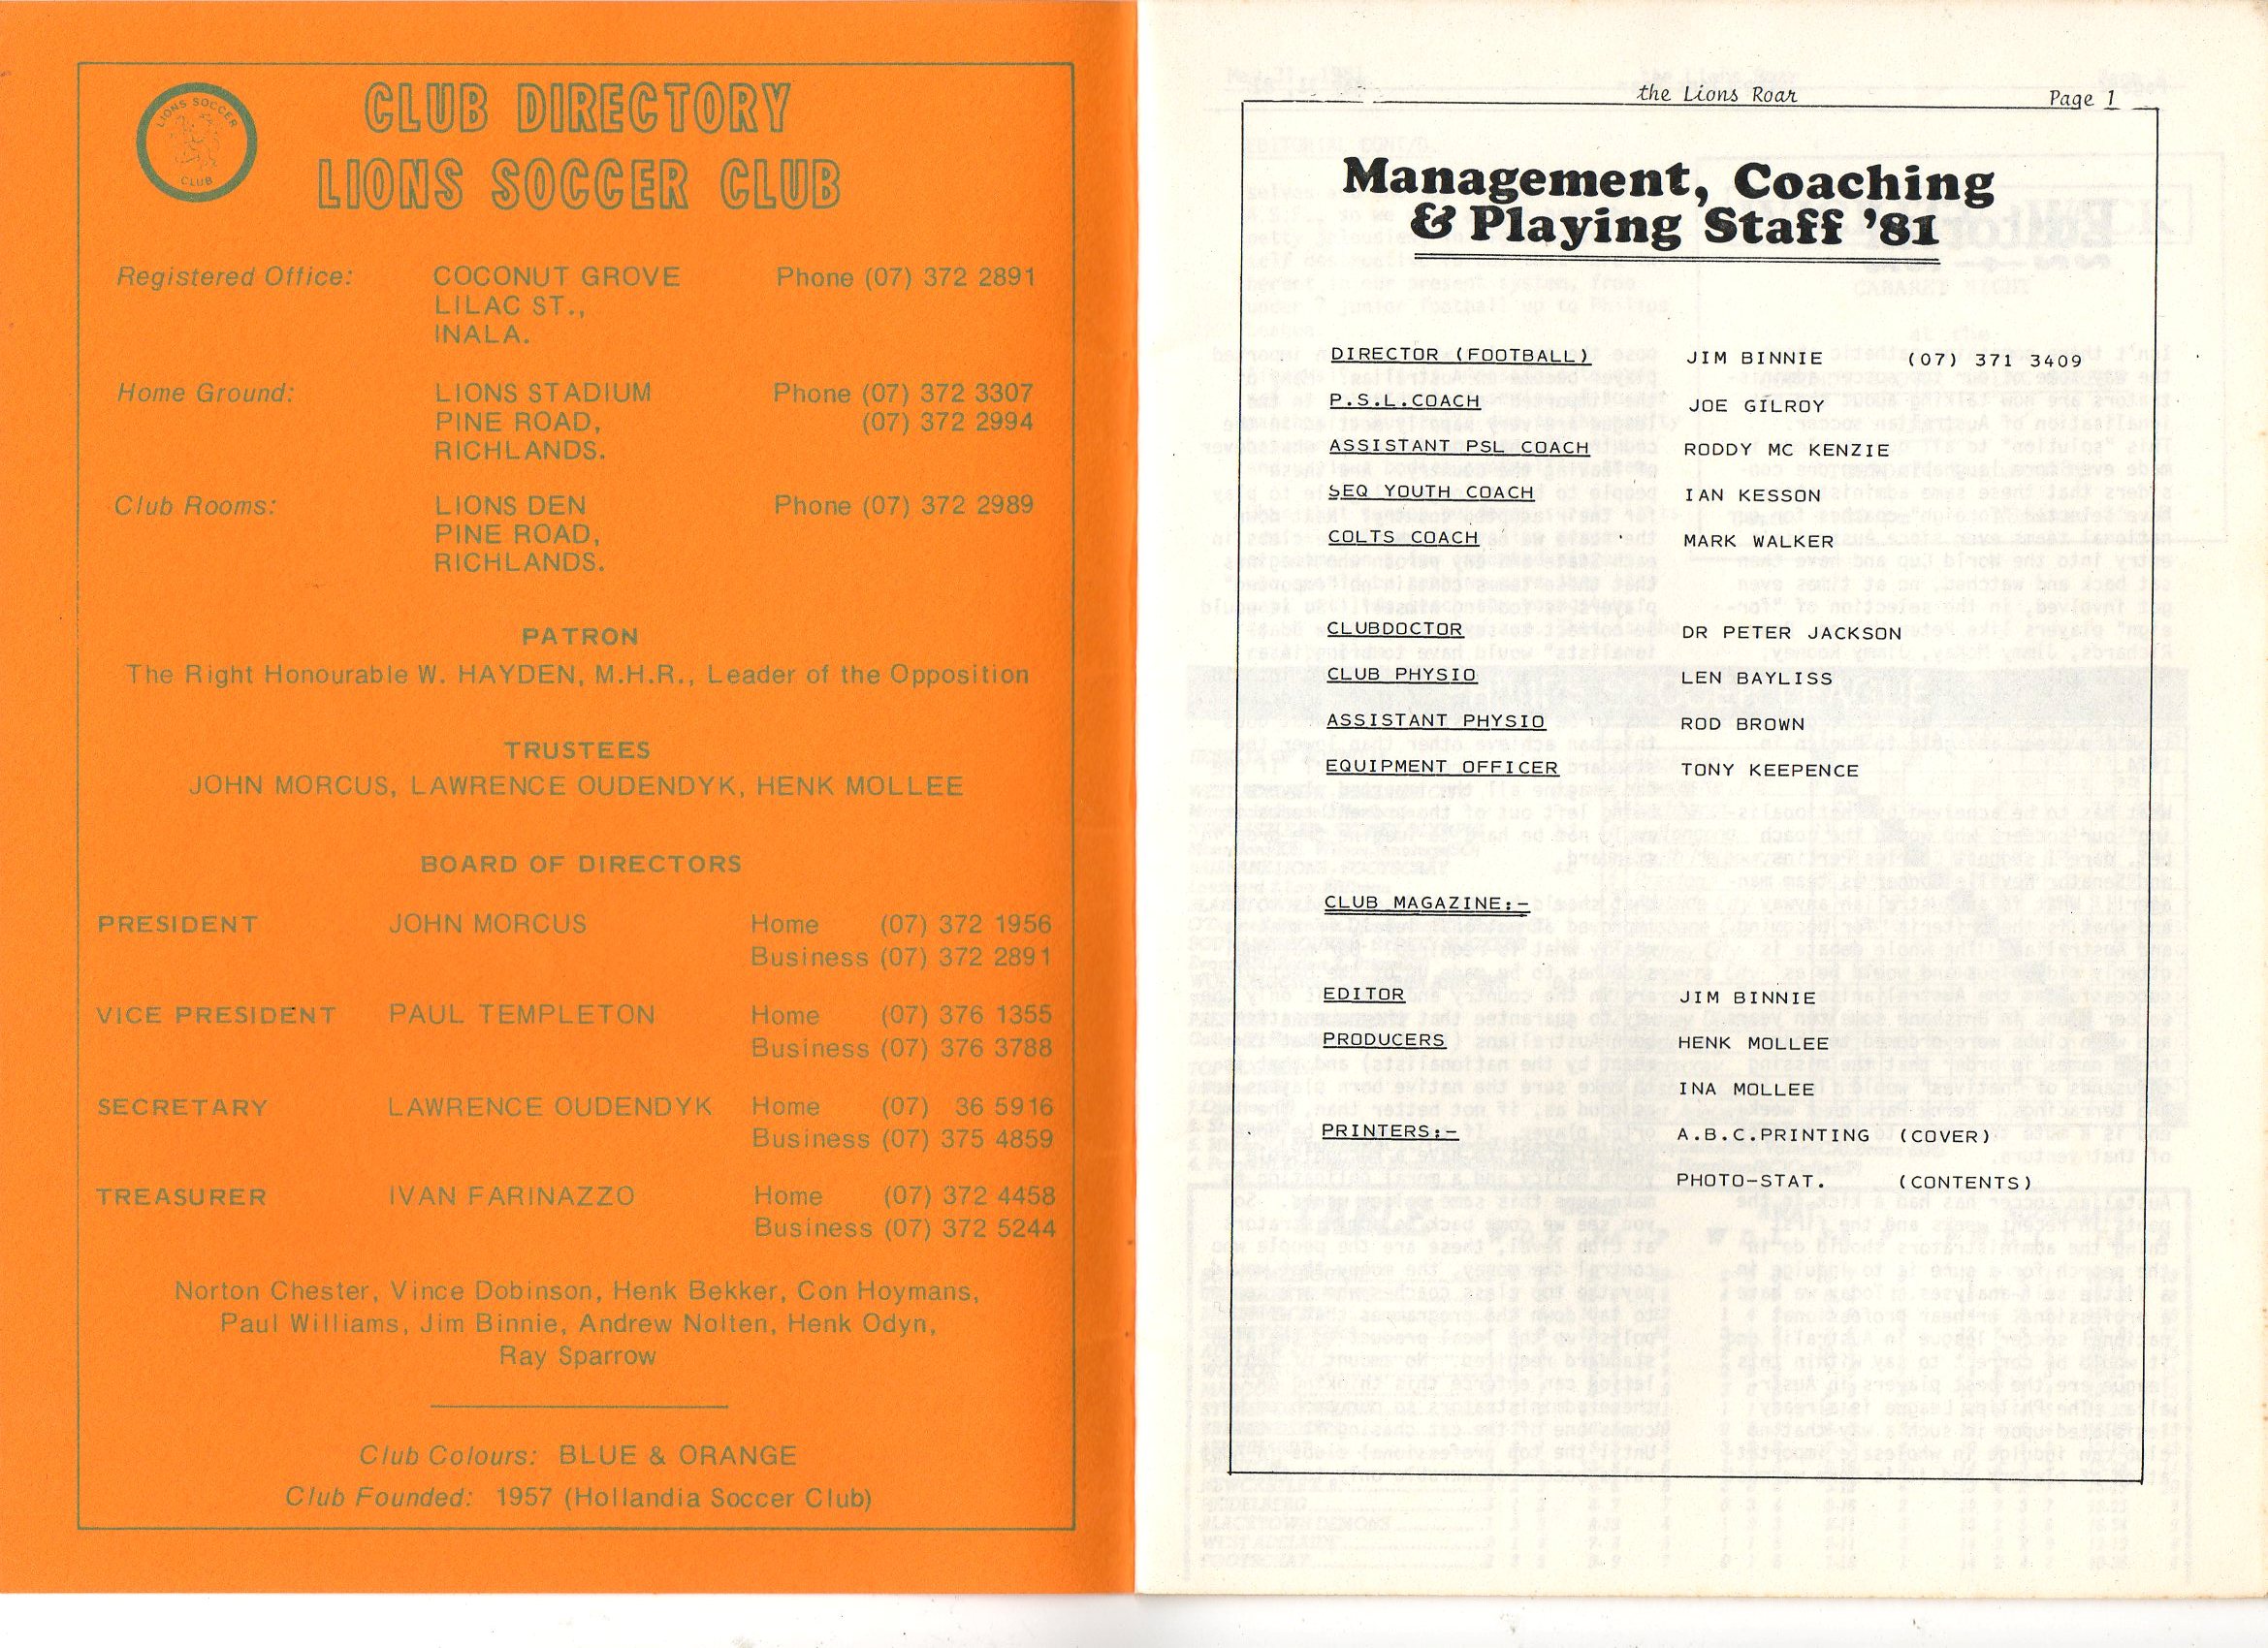 LIONS SOCCER
CLUB
CLUB DIRECTORY
LIONS SOCCER CLUB
Registered Office: COCONUT GROVE Phone (07) 372 2891
LILAC ST.,
INALA.
Home Ground: LIONS STADIUM Phone (07) 372 3307
PINE ROAD, (07) 372 2994
RICHLANDS.
Club Rooms: LIONS DEN Phone (07) 372 2989
PINE ROAD,
RICHLANDS.
PATRON
The Right Honourable W. HAYDEN, M.H.R., Leader of the Opposition
TRUSTEES
JOHN MORCUS, LAWRENCE OUDENDYK, HENK MOLLEE
BOARD OF DIRECTORS
PRESIDENT JOHN MORCUS Home (07) 372 1956
Business (07) 372 2891
VICE PRESIDENT PAUL TEMPLETON Home (07) 376 1355
Business (07) 376 3788
SECRETARY LAWRENCE OUDENDYK Home (07) 36 5916
Business (07) 375 4859
TREASURER IVAN FARINAZZO Home (07) 372 4458
Business (07) 372 5244
Norton Chester, Vince Dobinson, Henk Bekker, Con Hoymans,
Paul Williams, Jim Binnie, Andrew Nolten, Henk Odyn,
Ray Sparrow
Club Colours: BLUE & ORANGE
Club Founded: 1957 (Hollandia Soccer Club)
the Lions Roar Page 1
Management, Coaching
& Playing Staff '81
DIRECTOR (FOOTBALL) JIM BINNIE (07) 371 3409
P.S.L.COACH JOE GILROY
ASSISTANT PSL COACH RODDY MC KENZIE
SEQ YOUTH COACH IAN KESSON
COLTS COACH MARK WALKER
CLUBDOCTOR DR PETER JACKSON
CLUB PHYSIO LEN BAYLISS
ASSISTANT PHYSIO ROD BROWN
EQUIPMENT OFFICER TONY KEEPENCE
CLUB MAGAZINE:-
EDITOR JIM BINNIE
PRODUCERS HENK MOLLEE
INA MOLLEE
PRINTERS:- A.B.C.PRINTING (COVER)
PHOTO-STAT. (CONTENTS)